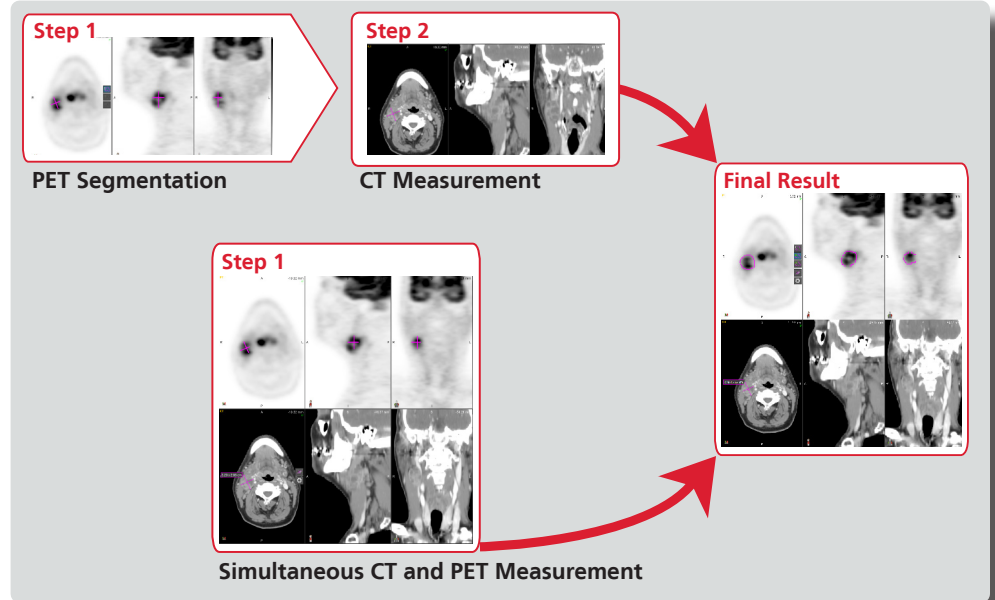 Step 1
PET Segmentation
Step 2
CT Measurement
Final Result
Step 1
Simultaneous CT and PET Measurement